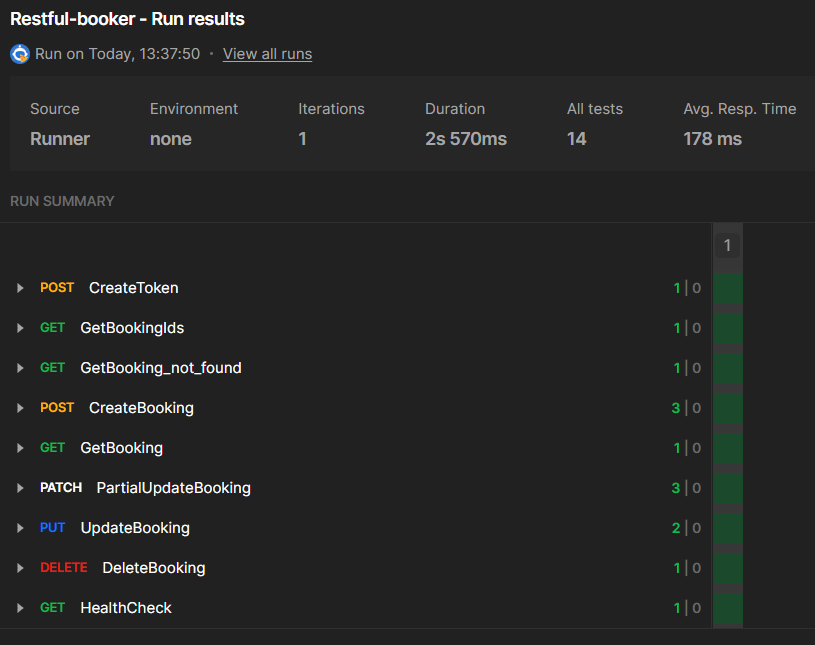 Restful-booker - Run results
Run on Today, 13:37:50 · View all runs
Source Environment Iterations Duration All tests Avg. Resp. Time
Runner none 1 2s 570ms 14 178 ms
RUN SUMMARY
1
POST CreateToken 1 | 0
GET GetBookingIds 1 | 0
GET GetBooking_not_found 1 | 0
POST CreateBooking 3 | 0
GET GetBooking 1 | 0
PATCH PartialUpdateBooking 3 | 0
PUT UpdateBooking 2 | 0
DELETE DeleteBooking 1 | 0
GET HealthCheck 1 | 0